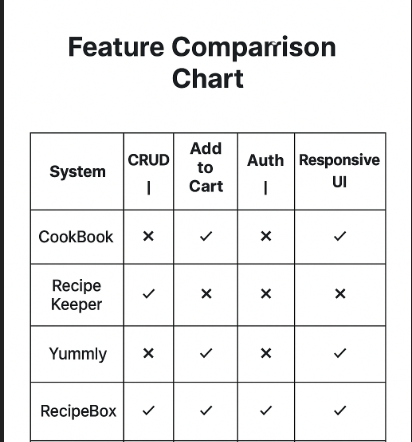 Feature Comparrison
Chart
System | CRUD | | Add to Cart | Auth | | Responsive UI
CookBook ✕ ✓ ✕ ✓
Recipe Keeper ✓ ✕ ✕ ✕
Yummly ✕ ✓ ✕ ✓
RecipeBox ✓ ✓ ✓ ✓